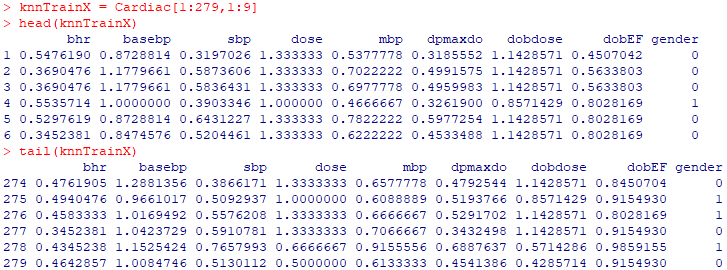 > knnTrainX = Cardiac[1:279,1:9]
> head(knnTrainX)
bhr basebp sbp dose mbp dpmaxdo dobdose dobEF gender
1 0.5476190 0.8728814 0.3197026 1.333333 0.5377778 0.3185552 1.1428571 0.4507042 0
2 0.3690476 1.1779661 0.5873606 1.333333 0.7022222 0.4991575 1.1428571 0.5633803 0
3 0.3690476 1.1779661 0.5836431 1.333333 0.6977778 0.4959983 1.1428571 0.5633803 0
4 0.5535714 1.0000000 0.3903346 1.000000 0.4666667 0.3261900 0.8571429 0.8028169 1
5 0.5297619 0.8728814 0.6431227 1.333333 0.7822222 0.5977254 1.1428571 0.8028169 0
6 0.3452381 0.8474576 0.5204461 1.333333 0.6222222 0.4533488 1.1428571 0.8028169 0
> tail(knnTrainX)
bhr basebp sbp dose mbp dpmaxdo dobdose dobEF gender
274 0.4761905 1.2881356 0.3866171 1.3333333 0.6577778 0.4792544 1.1428571 0.8450704 0
275 0.4940476 0.9661017 0.5092937 1.0000000 0.6088889 0.5193766 0.8571429 0.9154930 1
276 0.4583333 1.0169492 0.5576208 1.3333333 0.6666667 0.5291702 1.1428571 0.8028169 1
277 0.3452381 1.0423729 0.5910781 1.3333333 0.7066667 0.3432498 1.1428571 0.9154930 0
278 0.4345238 1.1525424 0.7657993 0.6666667 0.9155556 0.6887637 0.5714286 0.9859155 1
279 0.4642857 1.0084746 0.5130112 0.5000000 0.6133333 0.4541386 0.4285714 0.9154930 0